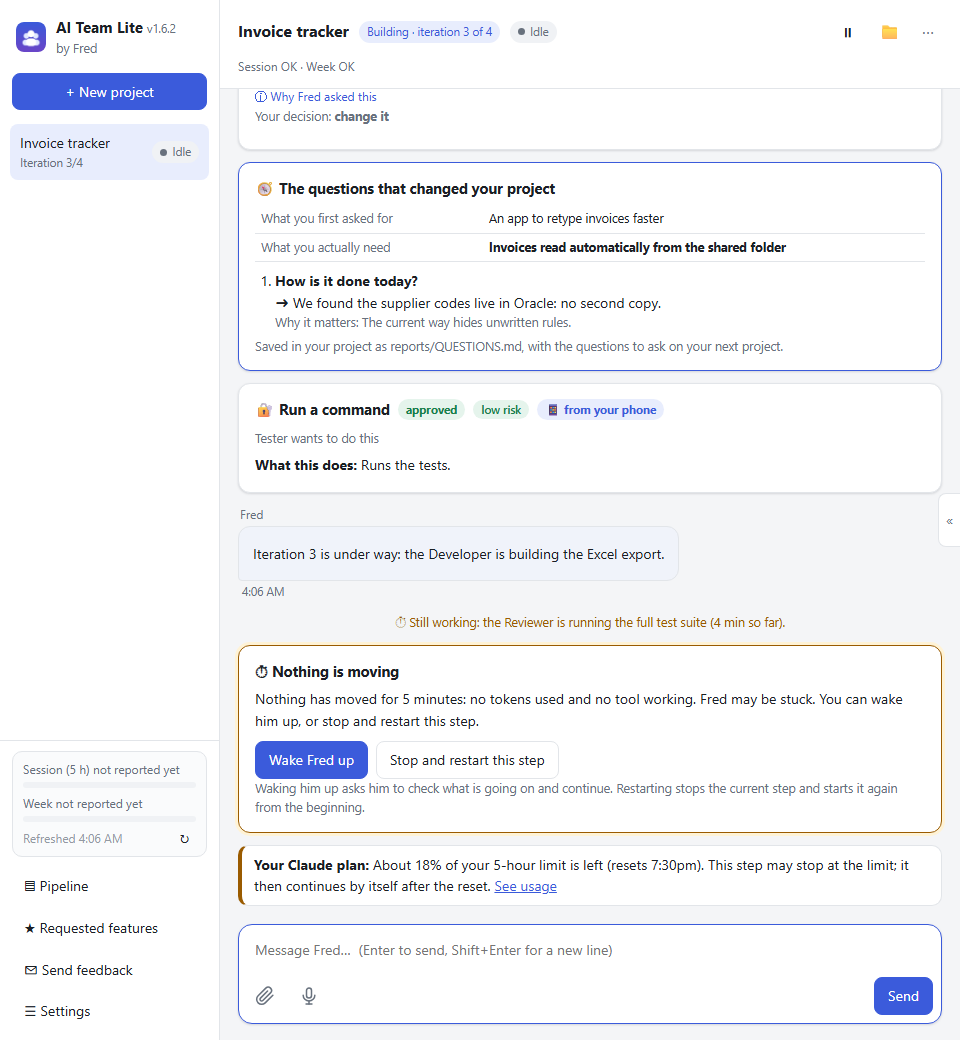 AI Team Lite v1.6.2
by Fred
+ New project
Invoice tracker
Iteration 3/4
Idle
Session (5 h) not reported yet
Week not reported yet
Refreshed 4:06 AM
Pipeline
Requested features
Send feedback
Settings
Invoice tracker
Building · iteration 3 of 4
Idle
Session OK · Week OK
Why Fred asked this
Your decision: change it
The questions that changed your project
What you first asked for An app to retype invoices faster
What you actually need Invoices read automatically from the shared folder
1. How is it done today?
→ We found the supplier codes live in Oracle: no second copy.
Why it matters: The current way hides unwritten rules.
Saved in your project as reports/QUESTIONS.md, with the questions to ask on your next project.
Run a command approved low risk from your phone
Tester wants to do this
What this does: Runs the tests.
Fred
Iteration 3 is under way: the Developer is building the Excel export.
4:06 AM
Still working: the Reviewer is running the full test suite (4 min so far).
Nothing is moving
Nothing has moved for 5 minutes: no tokens used and no tool working. Fred may be stuck. You can wake
him up, or stop and restart this step.
Wake Fred up
Stop and restart this step
Waking him up asks him to check what is going on and continue. Restarting stops the current step and starts it again
from the beginning.
Your Claude plan: About 18% of your 5-hour limit is left (resets 7:30pm). This step may stop at the limit; it
then continues by itself after the reset. See usage
Message Fred... (Enter to send, Shift+Enter for a new line)
Send